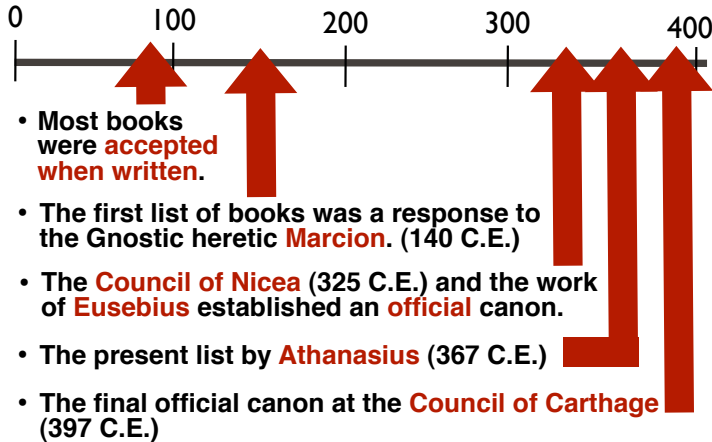 0 100 200 300 400
• Most books
were accepted
when written.
• The first list of books was a response to
the Gnostic heretic Marcion. (140 C.E.)
• The Council of Nicea (325 C.E.) and the work
of Eusebius established an official canon.
• The present list by Athanasius (367 C.E.)
• The final official canon at the Council of Carthage
(397 C.E.)